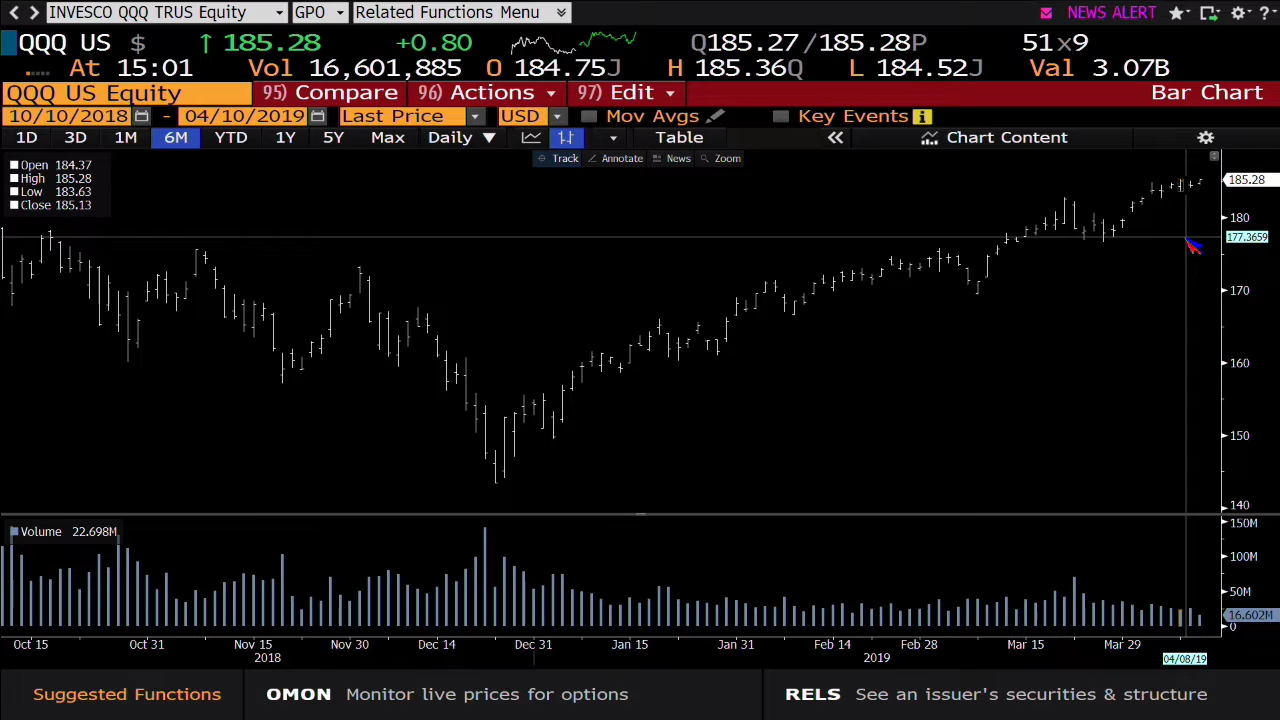 INVESCO QQQ TRUS Equity GPO Related Functions Menu NEWS ALERT ?
QQQ US $ ↑ 185.28 +0.80 Q185.27/185.28P 51x9
At 15:01 Vol 16,601,885 O 184.75J H 185.36Q L 184.52J Val 3.07B
QQQ US Equity 95) Compare 96) Actions 97) Edit Bar Chart
10/10/2018 - 04/10/2019 Last Price USD Mov Avgs Key Events i
1D 3D 1M 6M YTD 1Y 5Y Max Daily ▼ Table « Chart Content
Track Annotate News Zoom
Open 184.37
High 185.28
Low 183.63
Close 185.13
185.28
180
177.3659
170
160
150
140
Volume 22.698M
150M
100M
50M
16.602M
0
Oct 15 Oct 31 Nov 15 Nov 30 Dec 14 Dec 31 Jan 15 Jan 31 Feb 14 Feb 28 Mar 15 Mar 29
2018 2019 04/08/19
Suggested Functions OMON Monitor live prices for options RELS See an issuer's securities & structure